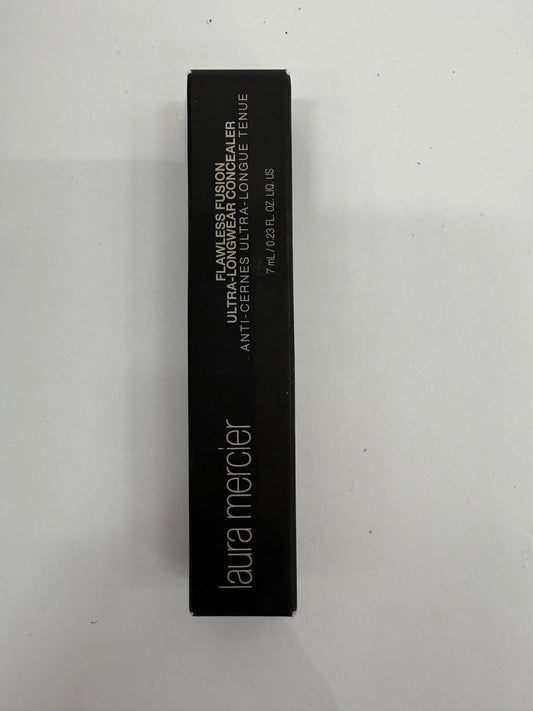 laura mercier
FLAWLESS FUSION
ULTRA-LONGWEAR CONCEALER
ANTI-CERNES ULTRA-LONGUE TENUE
7 mL / 0.23 FL. OZ. LIQ. US